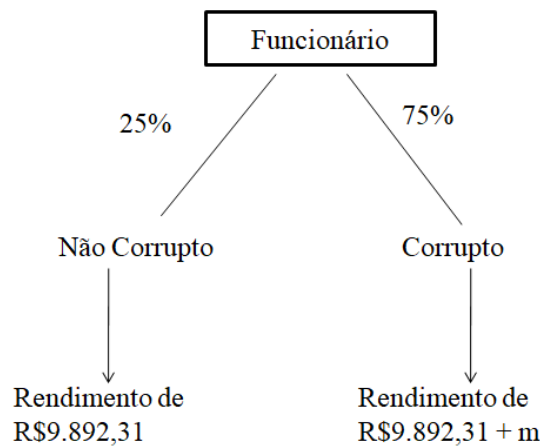 Funcionário
25%
75%
Não Corrupto
Corrupto
Rendimento de
R$9.892,31
Rendimento de
R$9.892,31 + m